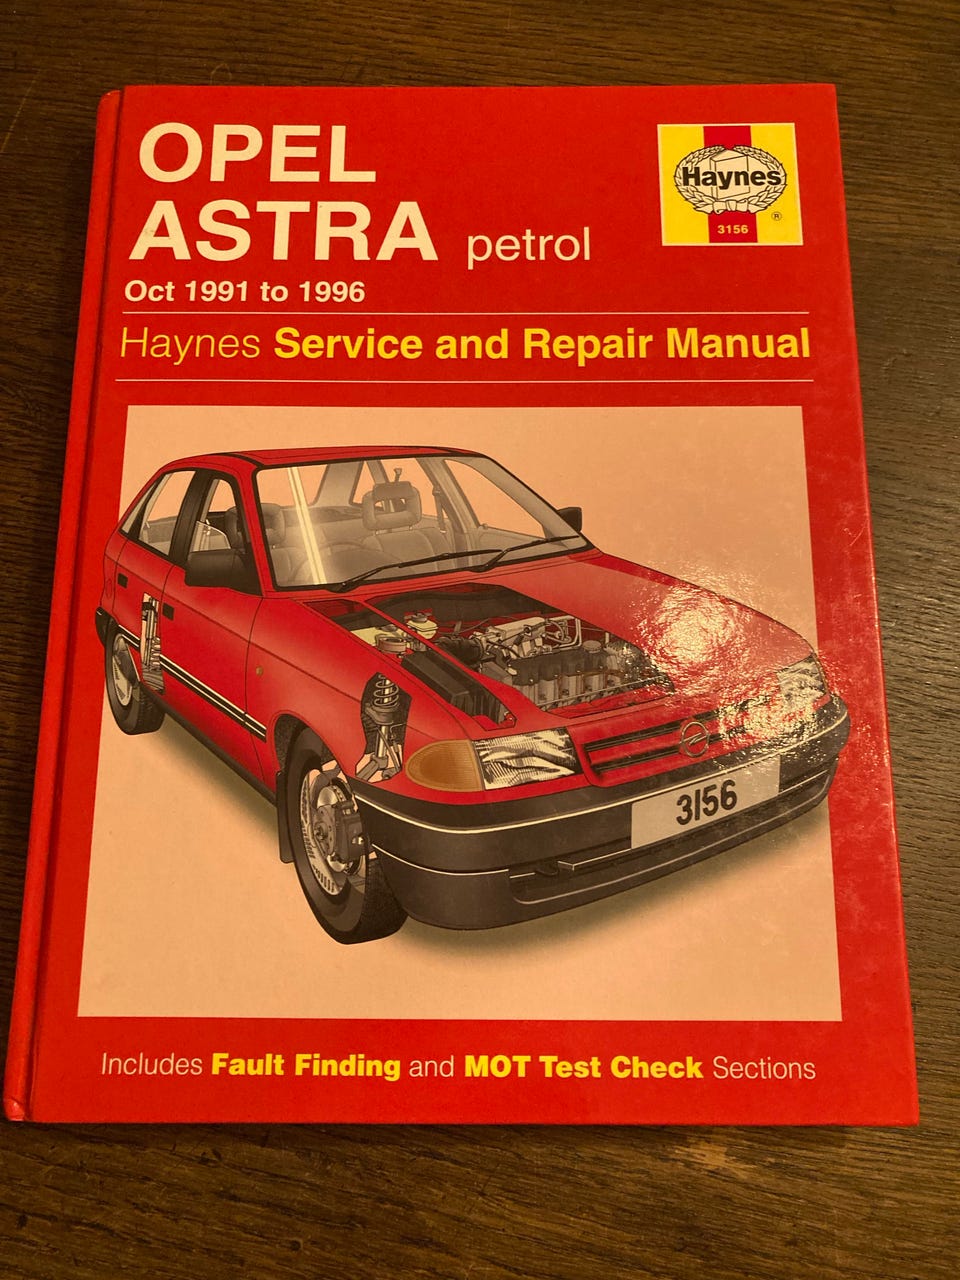 OPEL
ASTRA petrol
Oct 1991 to 1996
Haynes
®
3156
Haynes Service and Repair Manual
3156
Includes Fault Finding and MOT Test Check Sections